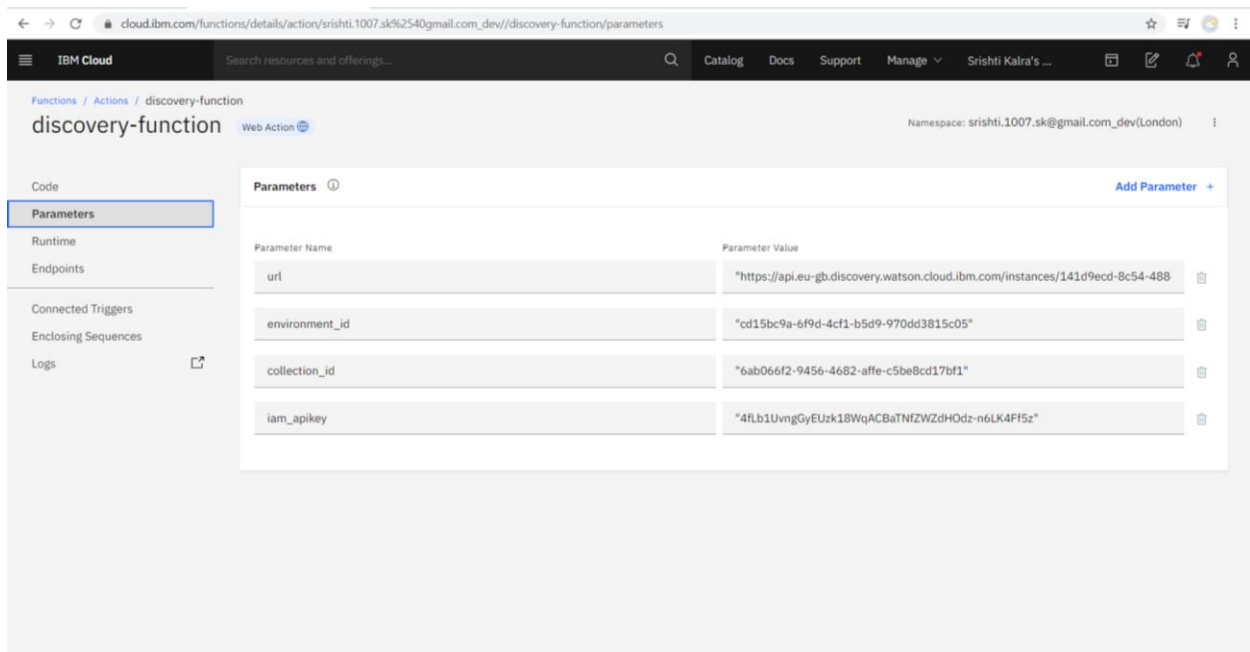 cloud.ibm.com/functions/details/action/srishti.1007.sk%2540gmail.com_dev//discovery-function/parameters
IBM Cloud Search resources and offerings... Catalog Docs Support Manage Srishti Kalra's ...
Functions / Actions / discovery-function
discovery-function Web Action Namespace: srishti.1007.sk@gmail.com_dev(London)
Code Parameters Add Parameter +
Parameters
Runtime Parameter Name Parameter Value
Endpoints url "https://api.eu-gb.discovery.watson.cloud.ibm.com/instances/141d9ecd-8c54-488
Connected Triggers
environment_id "cd15bc9a-6f9d-4cf1-b5d9-970dd3815c05"
Enclosing Sequences
Logs collection_id "6ab066f2-9456-4682-affe-c5be8cd17bf1"
iam_apikey "4fLb1UvngGyEUzk18WqACBaTNfZWZdHOdz-n6LK4Ff5z"